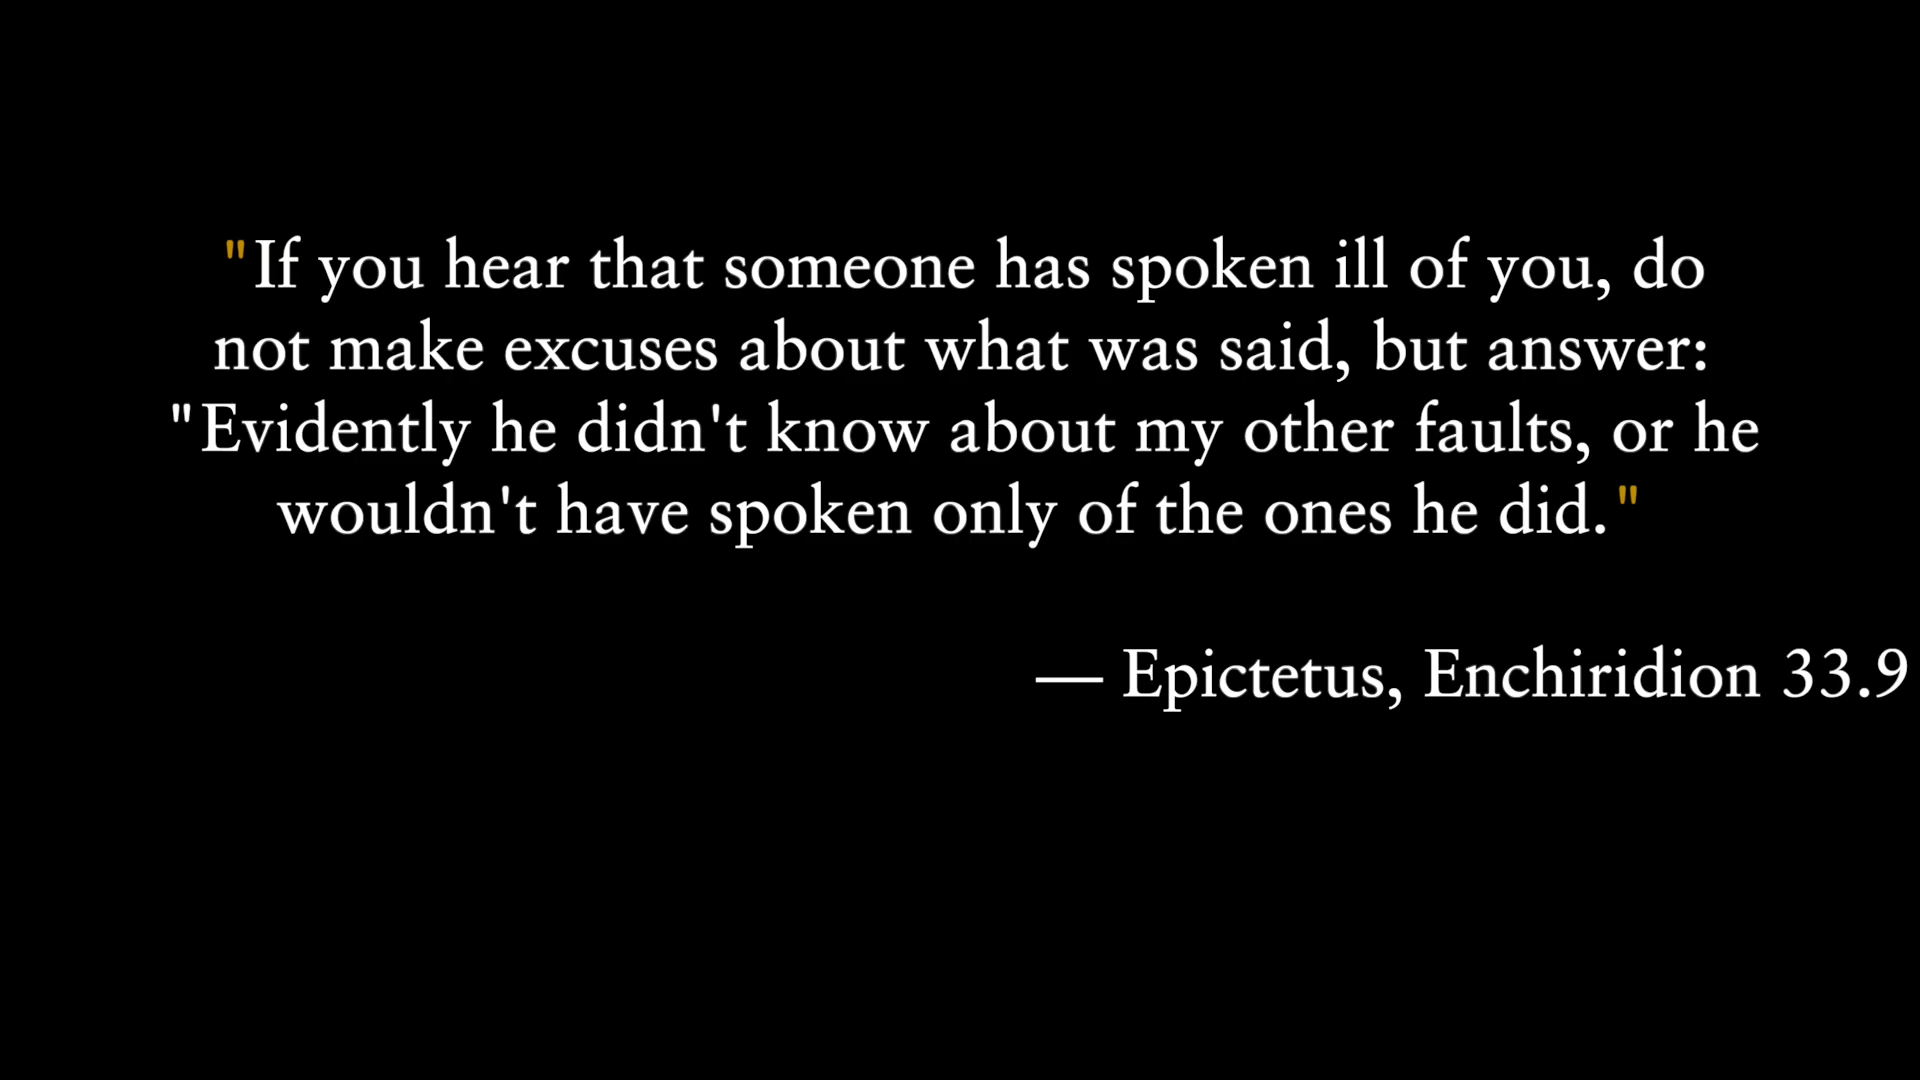 "If you hear that someone has spoken ill of you, do
not make excuses about what was said, but answer:
"Evidently he didn't know about my other faults, or he
wouldn't have spoken only of the ones he did."
— Epictetus, Enchiridion 33.9